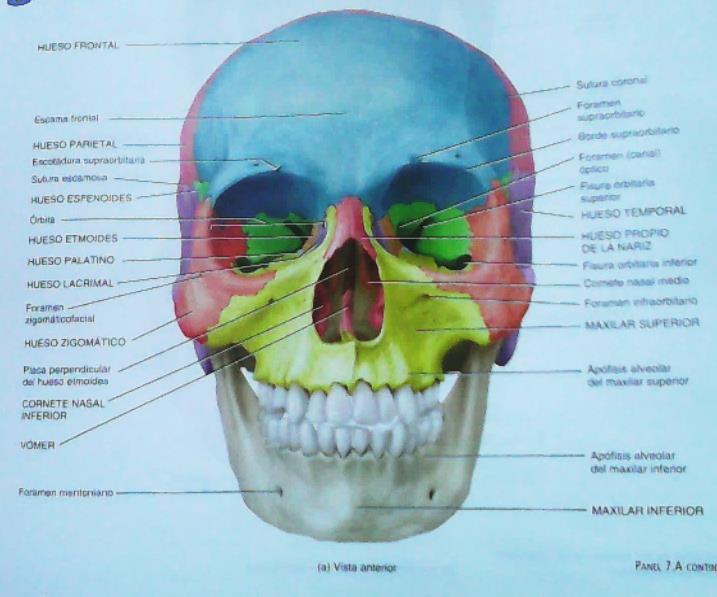 HUESO FRONTAL
Escama frontal
HUESO PARIETAL
Escotadura supraorbitaria
Sutura escamosa
HUESO ESFENOIDES
Órbita
HUESO ETMOIDES
HUESO PALATINO
HUESO LACRIMAL
Foramen
zigomáticofacial
HUESO ZIGOMÁTICO
Placa perpendicular
del hueso etmoides
CORNETE NASAL
INFERIOR
VÓMER
Foramen mentoniano
Sutura coronal
Foramen
supraorbitario
Borde supraorbitario
Foramen (canal)
óptico
Fisura orbitaria
superior
HUESO TEMPORAL
HUESO PROPIO
DE LA NARIZ
Fisura orbitaria inferior
Cornete nasal medio
Foramen infraorbitario
MAXILAR SUPERIOR
Apófisis alveolar
del maxilar superior
Apófisis alveolar
del maxilar inferior
MAXILAR INFERIOR
(a) Vista anterior
PANEL 7.A